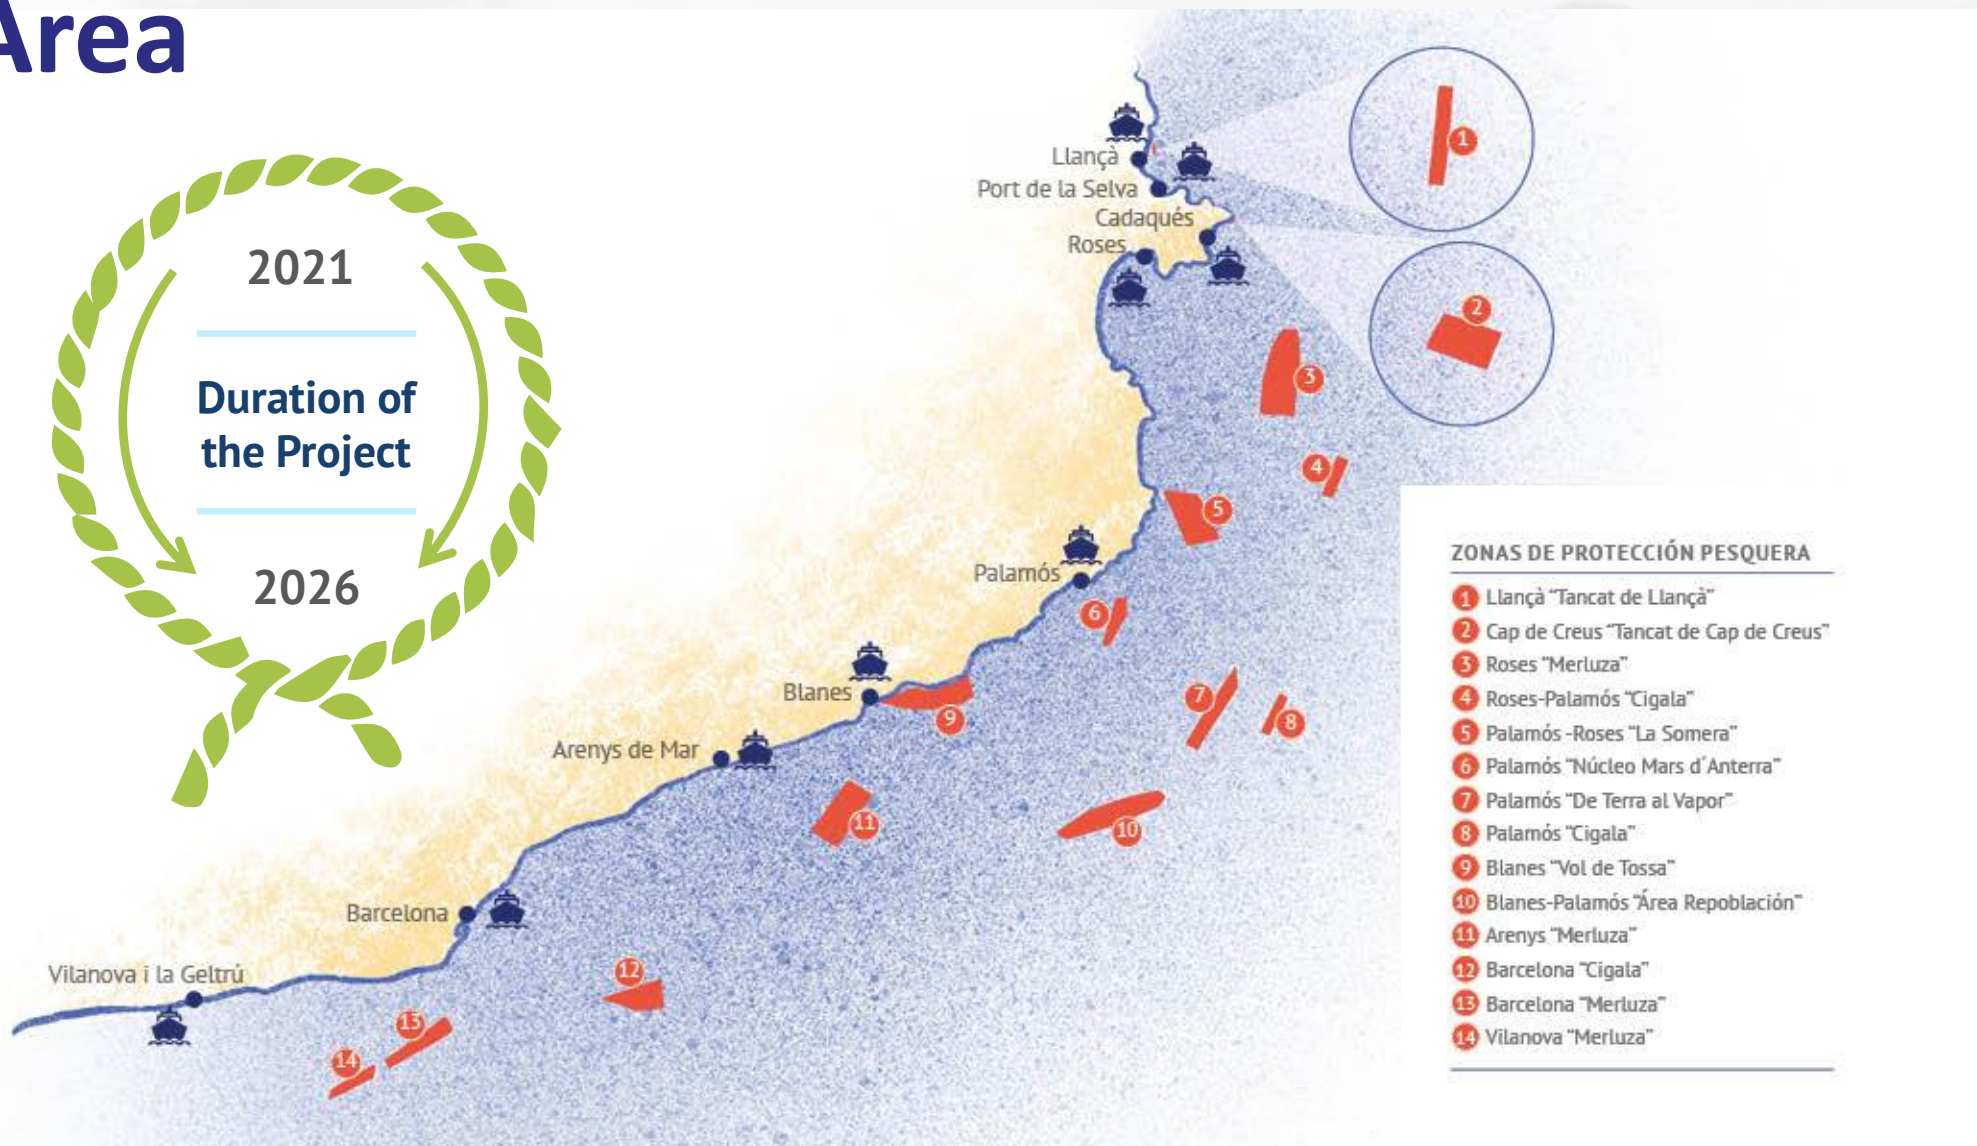 Area
2021
Duration of
the Project
2026
Llançà
Port de la Selva
Cadaqués
Roses
Palamós
Blanes
Arenys de Mar
Barcelona
Vilanova i la Geltrú
1
2
3
4
5
6
7
8
9
10
11
12
13
14
ZONAS DE PROTECCIÓN PESQUERA
1 Llançà “Tancat de Llançà”
2 Cap de Creus “Tancat de Cap de Creus”
3 Roses “Merluza”
4 Roses-Palamós “Cigala”
5 Palamós -Roses “La Somera”
6 Palamós “Núcleo Mars d´Anterra”
7 Palamós “De Terra al Vapor”
8 Palamós “Cigala”
9 Blanes “Vol de Tossa”
10 Blanes-Palamós “Área Repoblación”
11 Arenys “Merluza”
12 Barcelona “Cigala”
13 Barcelona “Merluza”
14 Vilanova “Merluza”